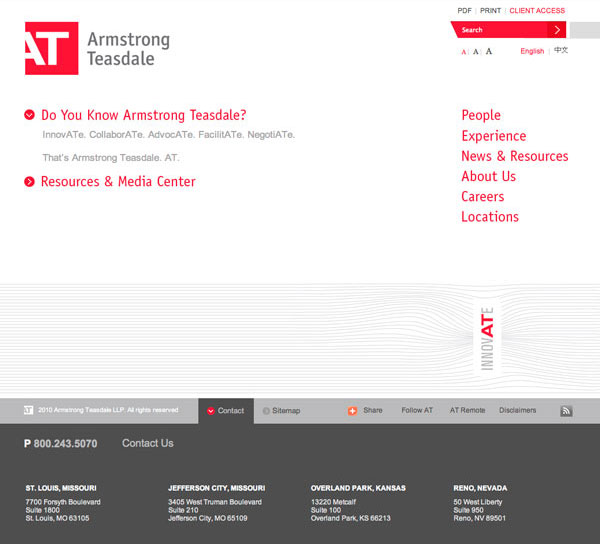 PDF | PRINT | CLIENT ACCESS
AT
Armstrong
Teasdale
Search
A | A | A
English | 中文
Do You Know Armstrong Teasdale?
InnovATe. CollaborATe. AdvocATe. FacilitATe. NegotiATe.
That's Armstrong Teasdale. AT.
Resources & Media Center
People
Experience
News & Resources
About Us
Careers
Locations
INNOVATE
AT 2010 Armstrong Teasdale LLP. All rights reserved
Contact
Sitemap
Share
Follow AT
AT Remote
Disclaimers
P 800.243.5070
Contact Us
ST. LOUIS, MISSOURI
7700 Forsyth Boulevard
Suite 1800
St. Louis, MO 63105
JEFFERSON CITY, MISSOURI
3405 West Truman Boulevard
Suite 210
Jefferson City, MO 65109
OVERLAND PARK, KANSAS
13220 Metcalf
Suite 100
Overland Park, KS 66213
RENO, NEVADA
50 West Liberty
Suite 950
Reno, NV 89501